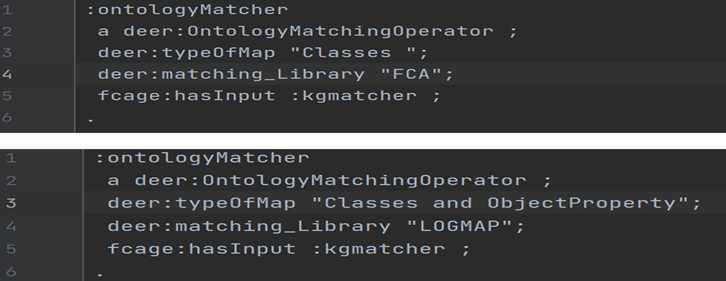 1 :ontologyMatcher
2 a deer:OntologyMatchingOperator ;
3 deer:typeOfMap "Classes ";
4 deer:matching_Library "FCA";
5 fcage:hasInput :kgmatcher ;
6 .
1 :ontologyMatcher
2 a deer:OntologyMatchingOperator ;
3 deer:typeOfMap "Classes and ObjectProperty";
4 deer:matching_Library "LOGMAP";
5 fcage:hasInput :kgmatcher ;
6 .